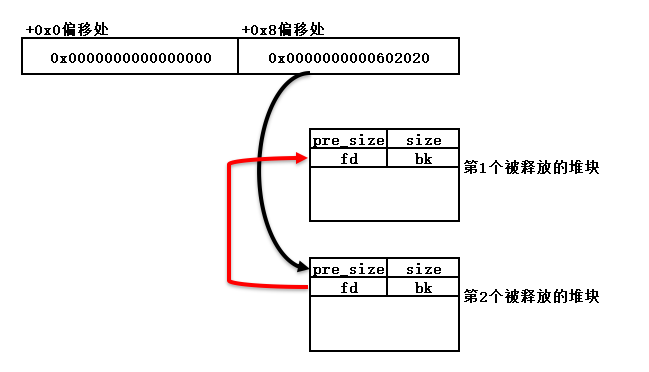 +0x0偏移处 +0x8偏移处
0x0000000000000000 0x0000000000602020
pre_size size
fd bk
第1个被释放的堆块
pre_size size
fd bk
第2个被释放的堆块